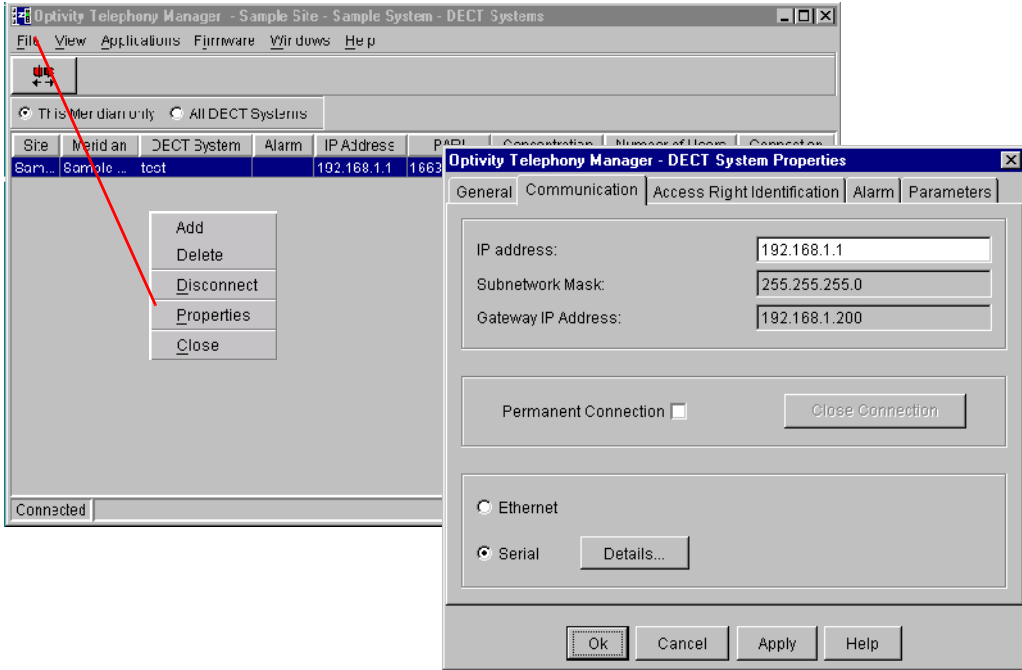 Optivity Telephony Manager - Sample Site - Sample System - DECT Systems
File View Applications Firmware Windows Help
This Meridian only All DECT Systems
Site Meridian DECT System Alarm IP Address PARI Concentration Number of Users Connection
Sam... Sample ... test 192.168.1.1 1663
Add
Delete
Disconnect
Properties
Close
Connected
Optivity Telephony Manager - DECT System Properties
General Communication Access Right Identification Alarm Parameters
IP address: 192.168.1.1
Subnetwork Mask: 255.255.255.0
Gateway IP Address: 192.168.1.200
Permanent Connection Close Connection
Ethernet
Serial Details...
Ok Cancel Apply Help